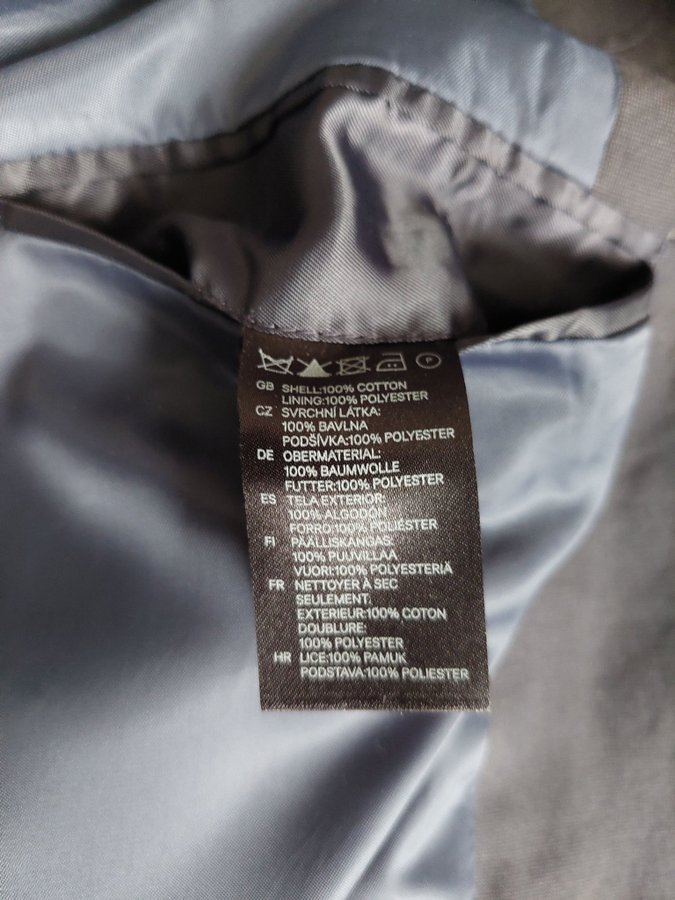 P
GB SHELL:100% COTTON
LINING:100% POLYESTER
CZ SVRCHNÍ LÁTKA:
100% BAVLNA
PODŠÍVKA:100% POLYESTER
DE OBERMATERIAL:
100% BAUMWOLLE
FUTTER:100% POLYESTER
ES TELA EXTERIOR:
100% ALGODON
FORRO:100% POLIÉSTER
FI PÄÄLLISKANGAS:
100% PUUVILLAA
VUORI:100% POLYESTERIÄ
FR NETTOYER À SEC
SEULEMENT.
EXTERIEUR:100% COTON
DOUBLURE:
100% POLYESTER
HR LICE:100% PAMUK
PODSTAVA:100% POLIESTER